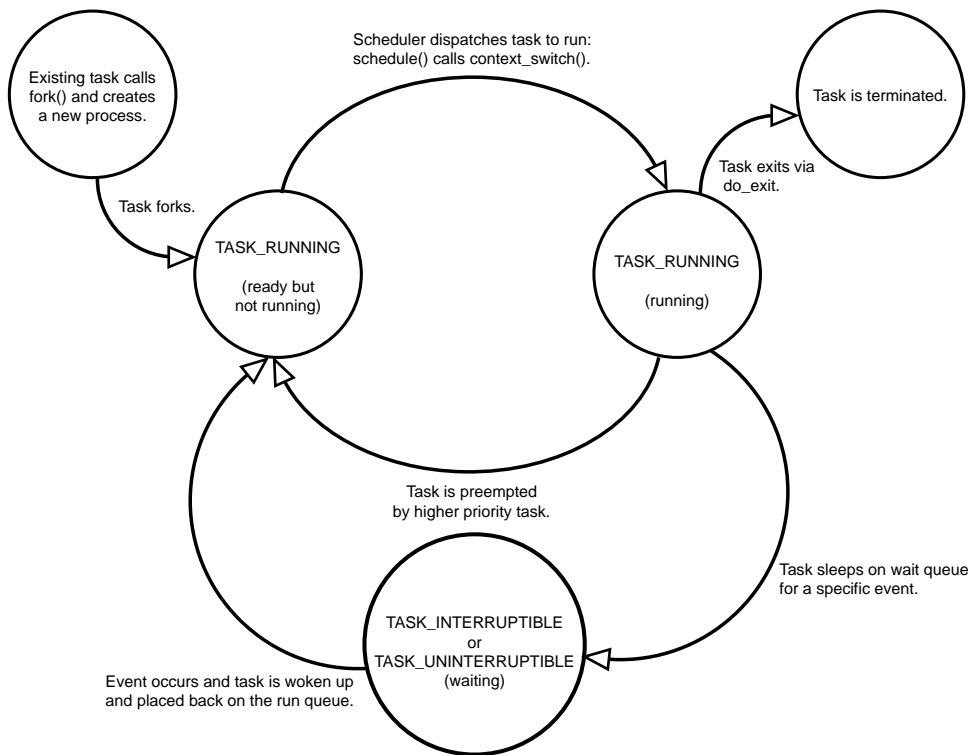 Scheduler dispatches task to run:
schedule() calls context_switch().
Existing task calls
fork() and creates
a new process.
Task is terminated.
Task exits via
do_exit.
Task forks.
TASK_RUNNING
(ready but
not running)
TASK_RUNNING
(running)
Task is preempted
by higher priority task.
Task sleeps on wait queue
for a specific event.
TASK_INTERRUPTIBLE
or
TASK_UNINTERRUPTIBLE
(waiting)
Event occurs and task is woken up
and placed back on the run queue.